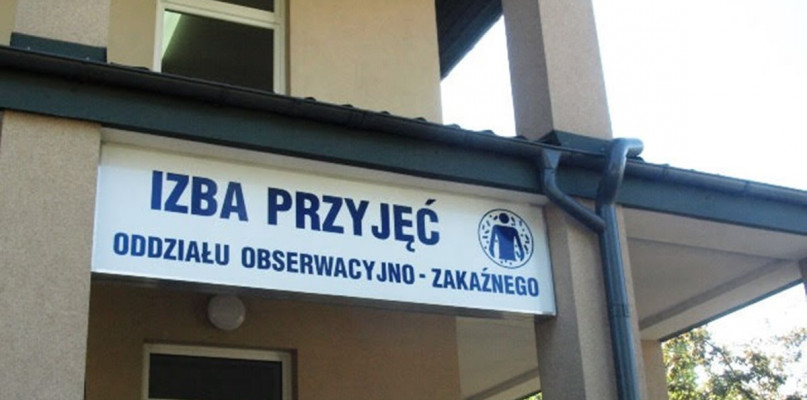 IZBA PRZYJĘĆ
ODDZIAŁU OBSERWACYJNO - ZAKAŹNEGO